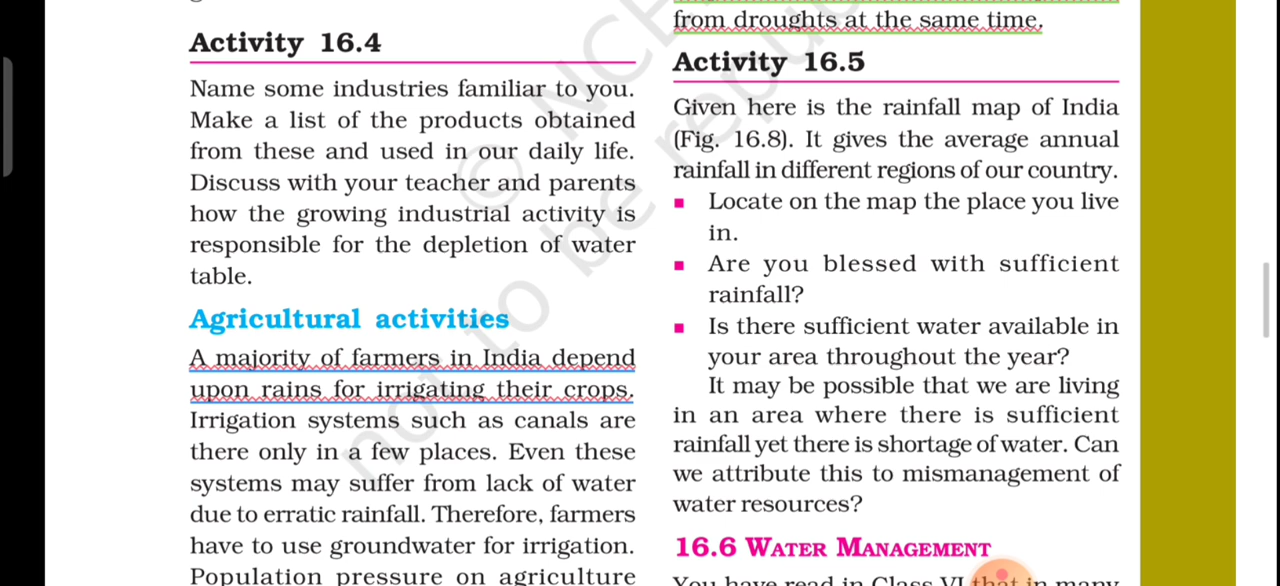 Activity 16.4
Name some industries familiar to you.
Make a list of the products obtained
from these and used in our daily life.
Discuss with your teacher and parents
how the growing industrial activity is
responsible for the depletion of water
table.
Agricultural activities
A majority of farmers in India depend
upon rains for irrigating their crops.
Irrigation systems such as canals are
there only in a few places. Even these
systems may suffer from lack of water
due to erratic rainfall. Therefore, farmers
have to use groundwater for irrigation.
Population pressure on agriculture
from droughts at the same time.
Activity 16.5
Given here is the rainfall map of India
(Fig. 16.8). It gives the average annual
rainfall in different regions of our country.
▪ Locate on the map the place you live
in.
▪ Are you blessed with sufficient
rainfall?
▪ Is there sufficient water available in
your area throughout the year?
It may be possible that we are living
in an area where there is sufficient
rainfall yet there is shortage of water. Can
we attribute this to mismanagement of
water resources?
16.6 WATER MANAGEMENT
You have read in Class VI that in many
© NCE
not to be repu